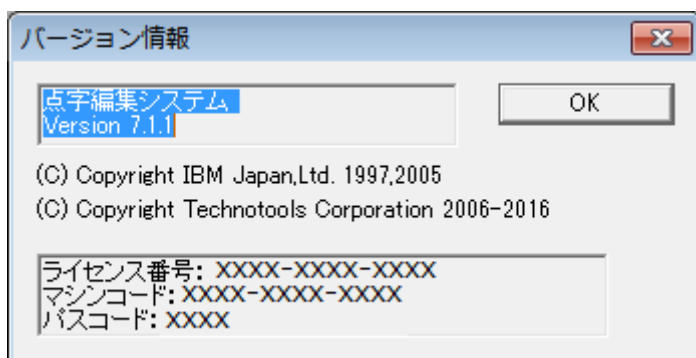 バージョン情報
点字編集システム
Version 7.1.1
OK
(C) Copyright IBM Japan,Ltd. 1997,2005
(C) Copyright Technotools Corporation 2006-2016
ライセンス番号: XXXX-XXXX-XXXX
マシンコード: XXXX-XXXX-XXXX
パスコード: XXXX